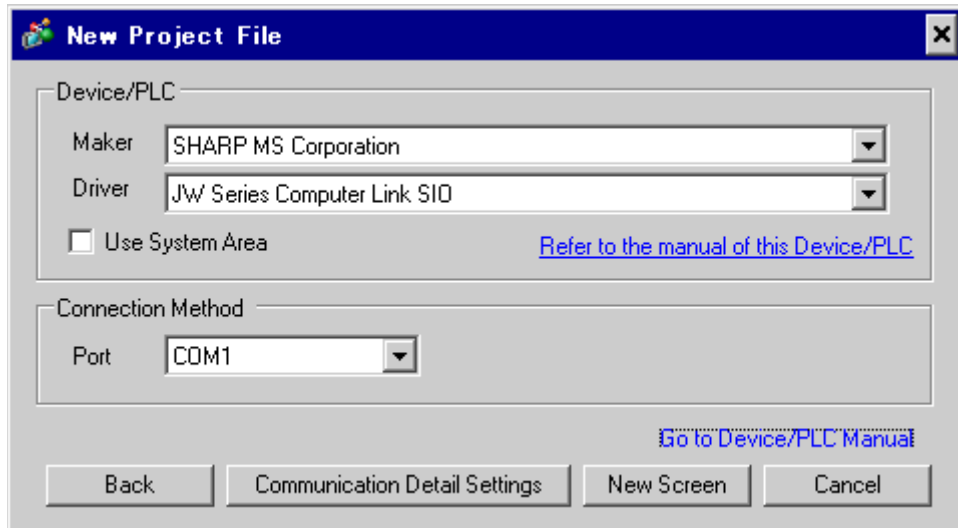 New Project File
Device/PLC
Maker SHARP MS Corporation
Driver JW Series Computer Link SIO
Use System Area Refer to the manual of this Device/PLC
Connection Method
Port COM1
Go to Device/PLC Manual
Back Communication Detail Settings New Screen Cancel